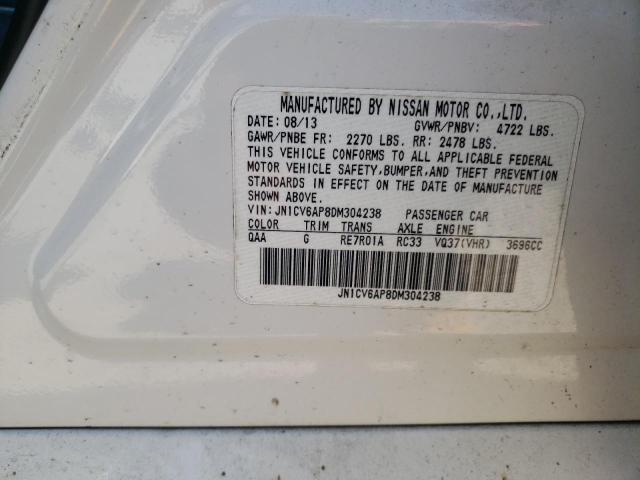 MANUFACTURED BY NISSAN MOTOR CO.,LTD.
DATE: 08/13 GVWR/PNBV: 4722 LBS.
GAWR/PNBE FR: 2270 LBS. RR: 2478 LBS.
THIS VEHICLE CONFORMS TO ALL APPLICABLE FEDERAL
MOTOR VEHICLE SAFETY,BUMPER,AND THEFT PREVENTION
STANDARDS IN EFFECT ON THE DATE OF MANUFACTURE
SHOWN ABOVE.
VIN:JN1CV6AP8DM304238 PASSENGER CAR
COLOR TRIM TRANS AXLE ENGINE
QAA G RE7R01A RC33 VQ37(VHR) 3696CC
JN1CV6AP8DM304238